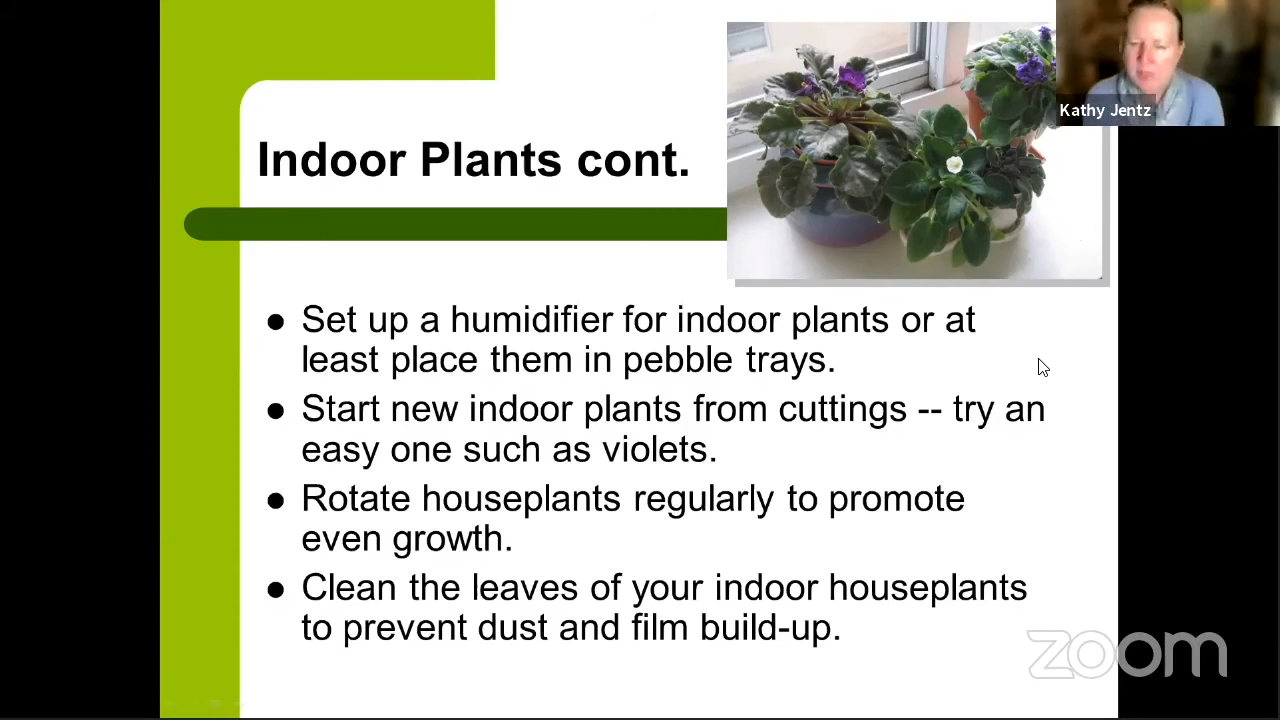 Kathy Jentz
Indoor Plants cont.
● Set up a humidifier for indoor plants or at
least place them in pebble trays.
● Start new indoor plants from cuttings -- try an
easy one such as violets.
● Rotate houseplants regularly to promote
even growth.
● Clean the leaves of your indoor houseplants
to prevent dust and film build-up.
zoom